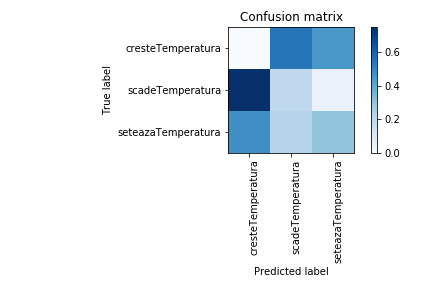 Confusion matrix
True label
cresteTemperatura
scadeTemperatura
seteazaTemperatura
cresteTemperatura
scadeTemperatura
seteazaTemperatura
Predicted label
0.6
0.4
0.2
0.0